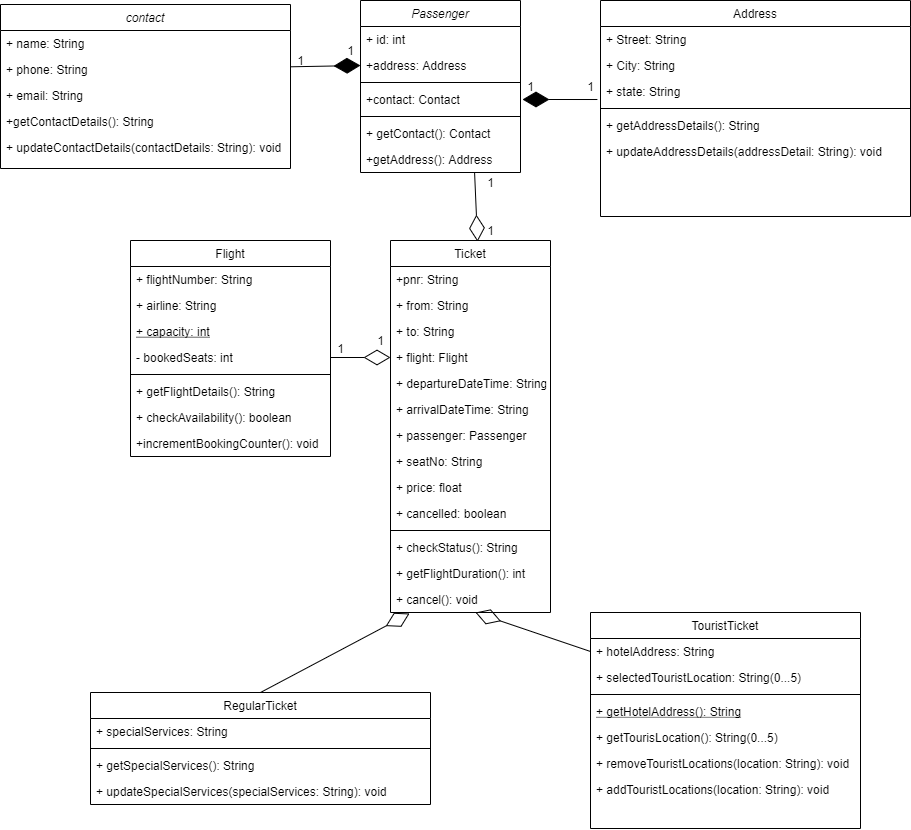 contact
+ name: String
+ phone: String
+ email: String
+getContactDetails(): String
+ updateContactDetails(contactDetails: String): void
1
1
Passenger
+ id: int
+address: Address
+contact: Contact
+ getContact(): Contact
+getAddress(): Address
1
1
Address
+ Street: String
+ City: String
+ state: String
+ getAddressDetails(): String
+ updateAddressDetails(addressDetail: String): void
1
1
Flight
+ flightNumber: String
+ airline: String
+ capacity: int
- bookedSeats: int
+ getFlightDetails(): String
+ checkAvailability(): boolean
+incrementBookingCounter(): void
1
1
Ticket
+pnr: String
+ from: String
+ to: String
+ flight: Flight
+ departureDateTime: String
+ arrivalDateTime: String
+ passenger: Passenger
+ seatNo: String
+ price: float
+ cancelled: boolean
+ checkStatus(): String
+ getFlightDuration(): int
+ cancel(): void
RegularTicket
+ specialServices: String
+ getSpecialServices(): String
+ updateSpecialServices(specialServices: String): void
TouristTicket
+ hotelAddress: String
+ selectedTouristLocation: String(0...5)
+ getHotelAddress(): String
+ getTourisLocation(): String(0...5)
+ removeTouristLocations(location: String): void
+ addTouristLocations(location: String): void